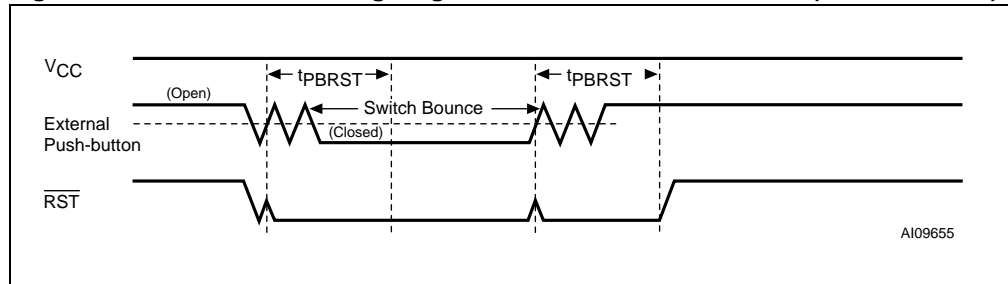 VCC
tPBRST
tPBRST
(Open)
Switch Bounce
External
Push-button
(Closed)
RST
AI09655